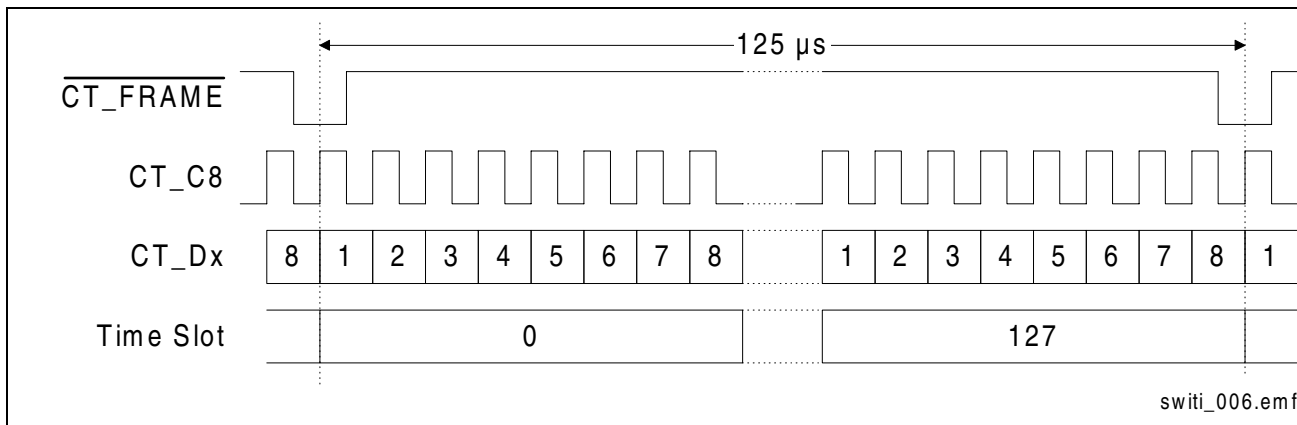 125 µs
CT_FRAME
CT_C8
CT_Dx 8 1 2 3 4 5 6 7 8 1 2 3 4 5 6 7 8 1
Time Slot 0 127
switi_006.emf